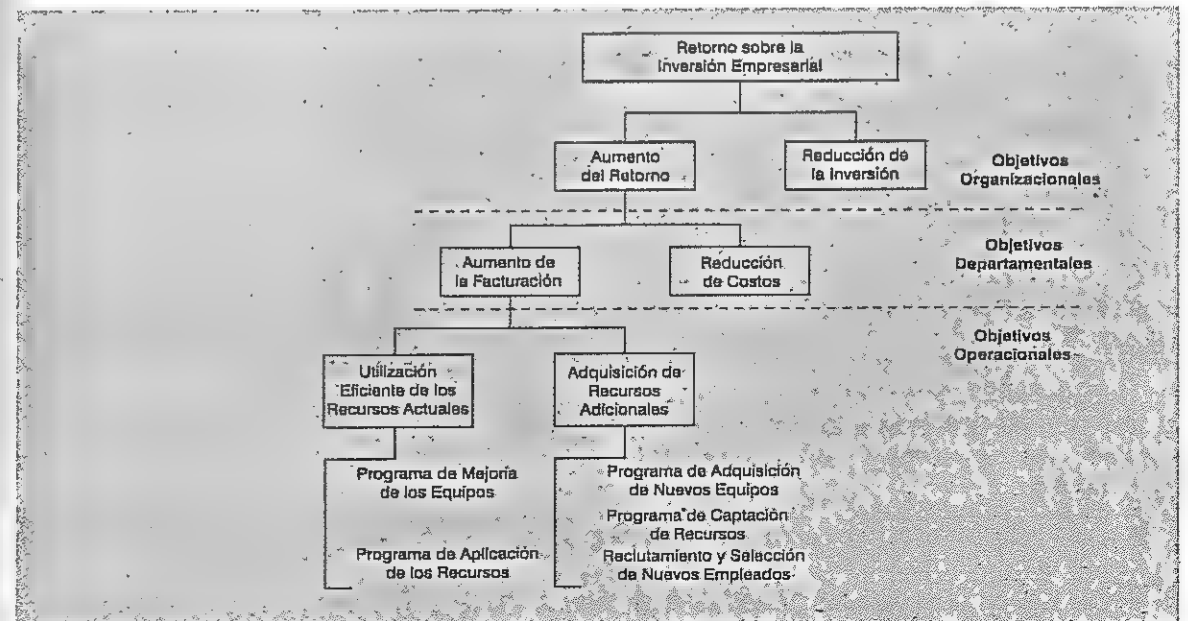 Retorno sobre la
Inversión Empresarial
Aumento
del Retorno
Reducción de
la Inversión
Objetivos
Organizacionales
Aumento de
la Facturación
Reducción
de Costos
Objetivos
Departamentales
Objetivos
Operacionales
Utilización
Eficiente de los
Recursos Actuales
Adquisición de
Recursos
Adicionales
Programa de Mejoría
de los Equipos
Programa de Aplicación
de los Recursos
Programa de Adquisición
de Nuevos Equipos
Programa de Captación
de Recursos
Reclutamiento y Selección
de Nuevos Empleados